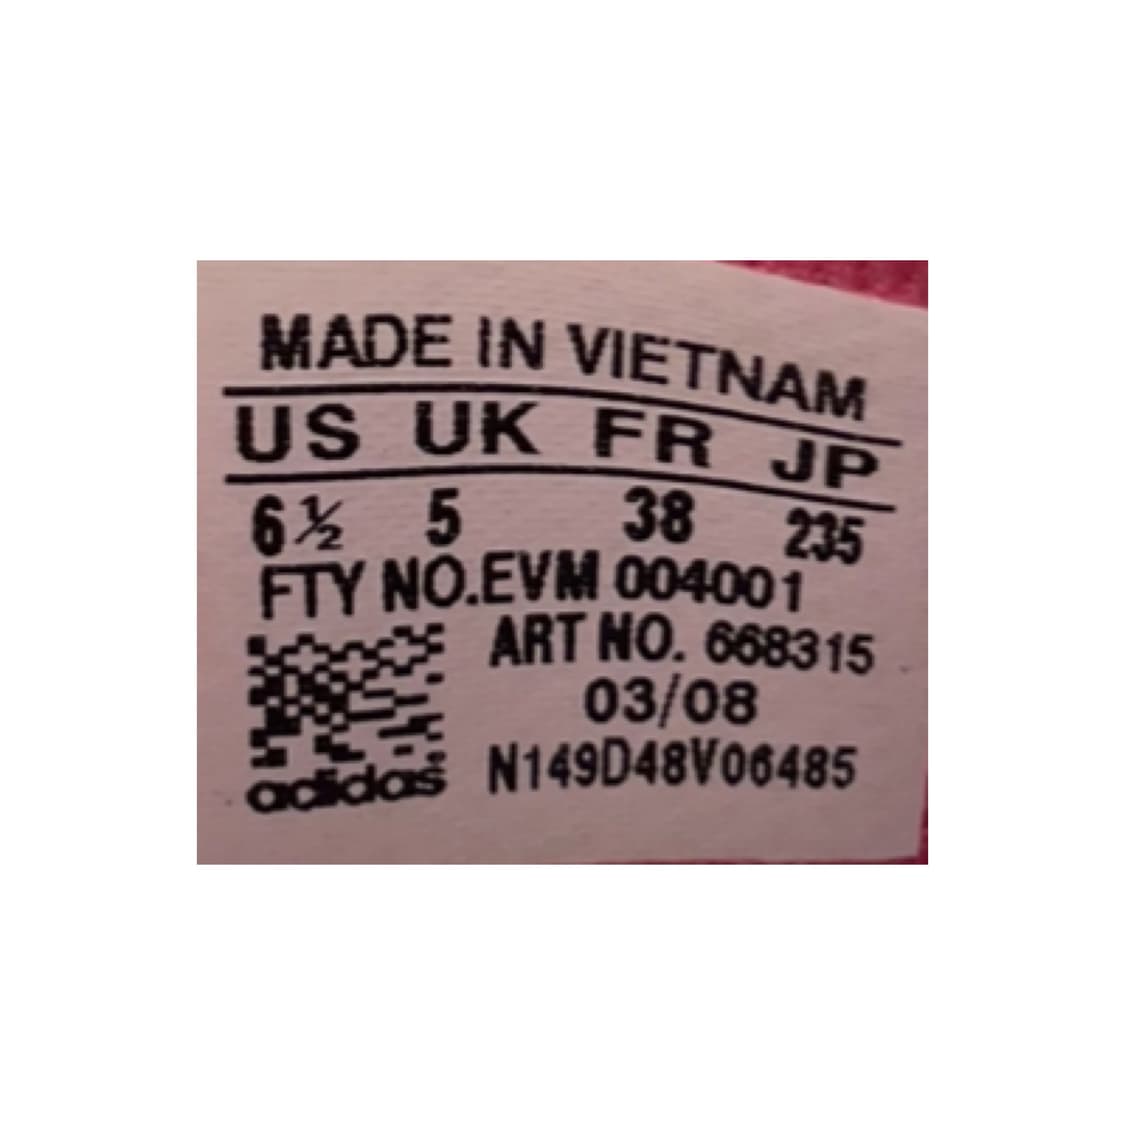 MADE IN VIETNAM
US UK FR JP
6½ 5 38 235
FTY NO.EVM 004001
ART NO. 668315
03/08
adidas N149D48V06485